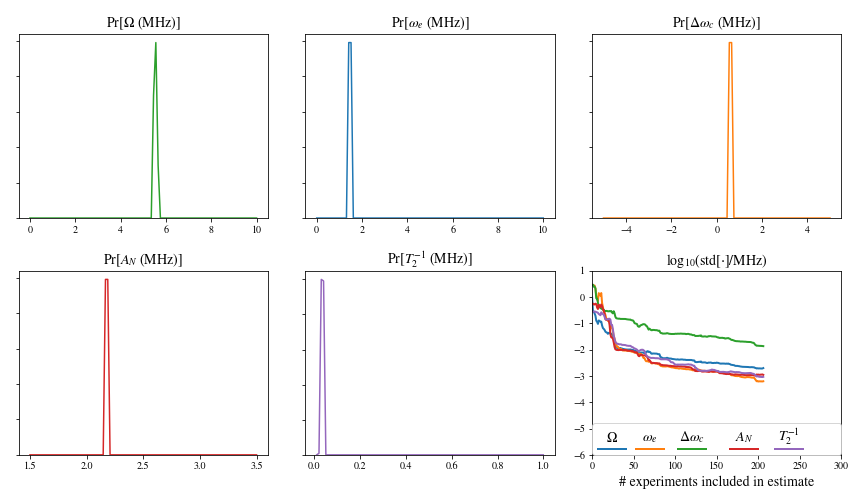 Pr[Ω (MHz)]
Pr[ωe (MHz)]
Pr[Δωc (MHz)]
0 2 4 6 8 10
0 2 4 6 8 10
−4 −2 0 2 4
Pr[AN (MHz)]
Pr[T2−1 (MHz)]
log10(std[·]/MHz)
1
0
−1
−2
−3
−4
−5
−6
Ω ωe Δωc AN T2−1
1.5 2.0 2.5 3.0 3.5
0.0 0.2 0.4 0.6 0.8 1.0
0 50 100 150 200 250 300
# experiments included in estimate